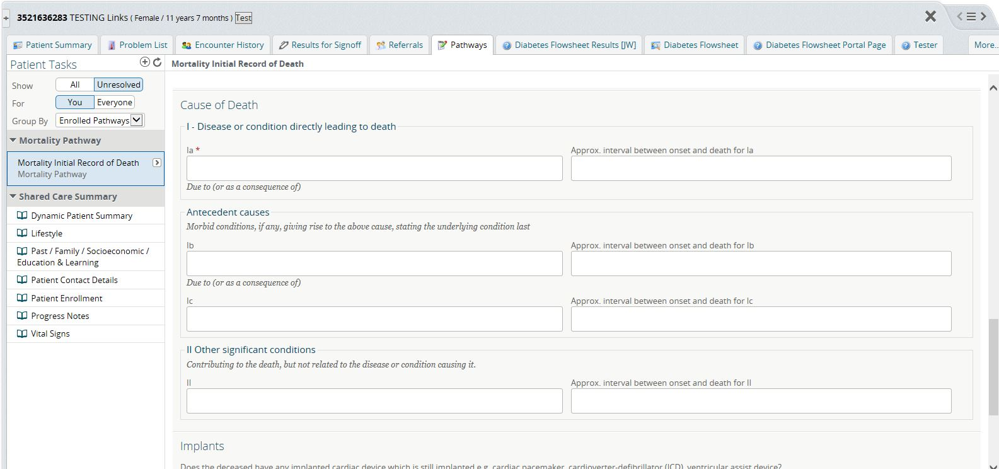 3521636283 TESTING Links ( Female / 11 years 7 months ) Test
Patient Summary Problem List Encounter History Results for Signoff Referrals Pathways Diabetes Flowsheet Results [JW] Diabetes Flowsheet Diabetes Flowsheet Portal Page Tester More...
Patient Tasks
Show All Unresolved
For You Everyone
Group By Enrolled Pathways
Mortality Pathway
Mortality Initial Record of Death
Mortality Pathway
Shared Care Summary
Dynamic Patient Summary
Lifestyle
Past / Family / Socioeconomic /
Education & Learning
Patient Contact Details
Patient Enrollment
Progress Notes
Vital Signs
Mortality Initial Record of Death
Cause of Death
I - Disease or condition directly leading to death
Ia * Approx. interval between onset and death for Ia
Due to (or as a consequence of)
Antecedent causes
Morbid conditions, if any, giving rise to the above cause, stating the underlying condition last
Ib Approx. interval between onset and death for Ib
Due to (or as a consequence of)
Ic Approx. interval between onset and death for Ic
II Other significant conditions
Contributing to the death, but not related to the disease or condition causing it.
II Approx. interval between onset and death for II
Implants
Does the deceased have any implanted cardiac device which is still implanted e.g. cardiac pacemaker, cardioverter-defibrillator (ICD), ventricular assist device?